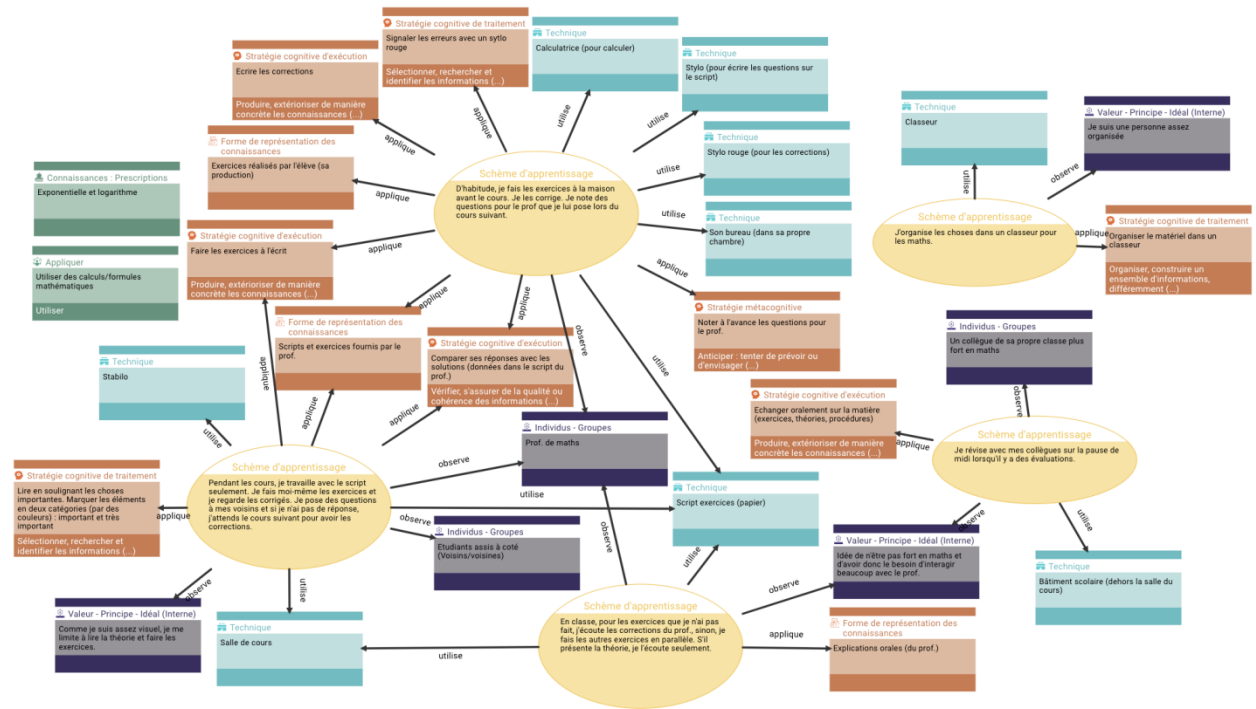 Stratégie cognitive de traitement
Signaler les erreurs avec un sytlo
rouge
Sélectionner, rechercher et
identifier les informations (...)
Technique
Calculatrice (pour calculer)
Stratégie cognitive d'exécution
Ecrire les corrections
Produire, extérioriser de manière
concrète les connaissances (...)
Technique
Stylo (pour écrire les questions sur
le script)
Technique
Classeur
Valeur - Principe - Idéal (Interne)
Je suis une personne assez
organisée
applique
applique
utilise
utilise
Forme de représentation des
connaissances
Exercices réalisés par l'élève (sa
production)
applique
Schème d'apprentissage
D'habitude, je fais les exercices à la maison
avant le cours. Je les corrige. Je note des
questions pour le prof que je lui pose lors du
cours suivant.
utilise
Technique
Stylo rouge (pour les corrections)
utilise
observe
Connaissances : Prescriptions
Exponentielle et logarithme
Technique
Son bureau (dans sa propre
chambre)
utilise
Schème d'apprentissage
J'organise les choses dans un classeur pour
les maths.
applique
Stratégie cognitive de traitement
Organiser le matériel dans un
classeur
Organiser, construire un
ensemble d'informations,
différemment (...)
Stratégie cognitive d'exécution
Faire les exercices à l'écrit
Produire, extérioriser de manière
concrète les connaissances (...)
applique
Appliquer
Utiliser des calculs/formules
mathématiques
Utiliser
applique
applique
applique
Stratégie métacognitive
Noter à l'avance les questions pour
le prof.
Anticiper : tenter de prévoir ou
d'envisager (...)
Forme de représentation des
connaissances
Scripts et exercices fournis par le
prof.
observe
utilise
Individus - Groupes
Un collègue de sa propre classe plus
fort en maths
Stratégie cognitive d'exécution
Comparer ses réponses avec les
solutions (données dans le script du
prof.)
Vérifier, s'assurer de la qualité ou
cohérence des informations (...)
Technique
Stabilo
applique
applique
applique
utilise
Stratégie cognitive d'exécution
Echanger oralement sur la matière
(exercices, théories, procédures)
Produire, extérioriser de manière
concrète les connaissances (...)
observe
applique
Schème d'apprentissage
Je révise avec mes collègues sur la pause de
midi lorsqu'il y a des évaluations.
Individus - Groupes
Prof. de maths
observe
Schème d'apprentissage
Pendant les cours, je travaille avec le script
seulement. Je fais moi-même les exercices et
je regarde les corrigés. Je pose des questions
à mes voisins et si je n'ai pas de réponse,
j'attends le cours suivant pour avoir les
corrections.
Stratégie cognitive de traitement
Lire en soulignant les choses
importantes. Marquer les éléments
en deux catégories (par des
couleurs) : important et très
important
Sélectionner, rechercher et
identifier les informations (...)
applique
utilise
Technique
Script exercices (papier)
observe
Individus - Groupes
Etudiants assis à coté
(Voisins/voisines)
observe
utilise
Valeur - Principe - Idéal (Interne)
Idée de n'être pas fort en maths et
d'avoir donc le besoin d'interagir
beaucoup avec le prof.
utilise
Technique
Bâtiment scolaire (dehors la salle du
cours)
observe
utilise
observe
observe
Valeur - Principe - Idéal (Interne)
Comme je suis assez visuel, je me
limite à lire la théorie et faire les
exercices.
Technique
Salle de cours
utilise
Schème d'apprentissage
En classe, pour les exercices que je n'ai pas
fait, j'écoute les corrections du prof., sinon, je
fais les autres exercices en parallèle. S'il
présente la théorie, je l'écoute seulement.
applique
Forme de représentation des
connaissances
Explications orales (du prof.)